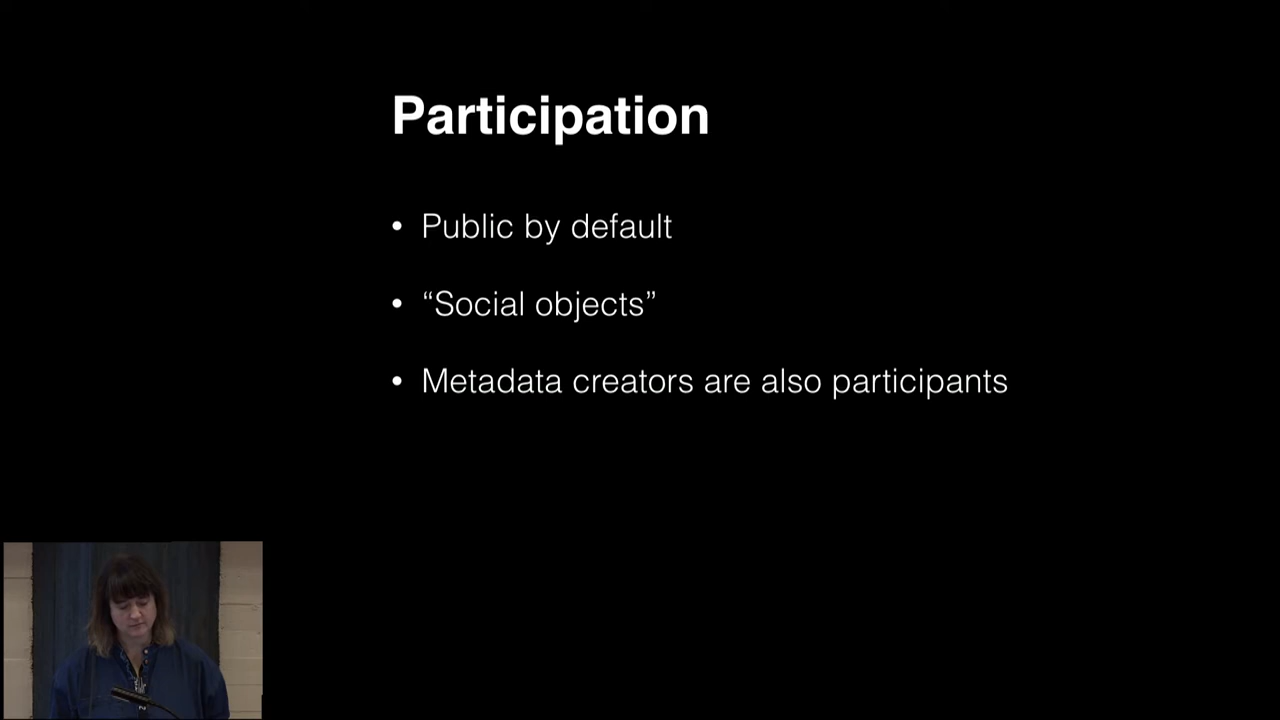 Participation
• Public by default
• “Social objects”
• Metadata creators are also participants